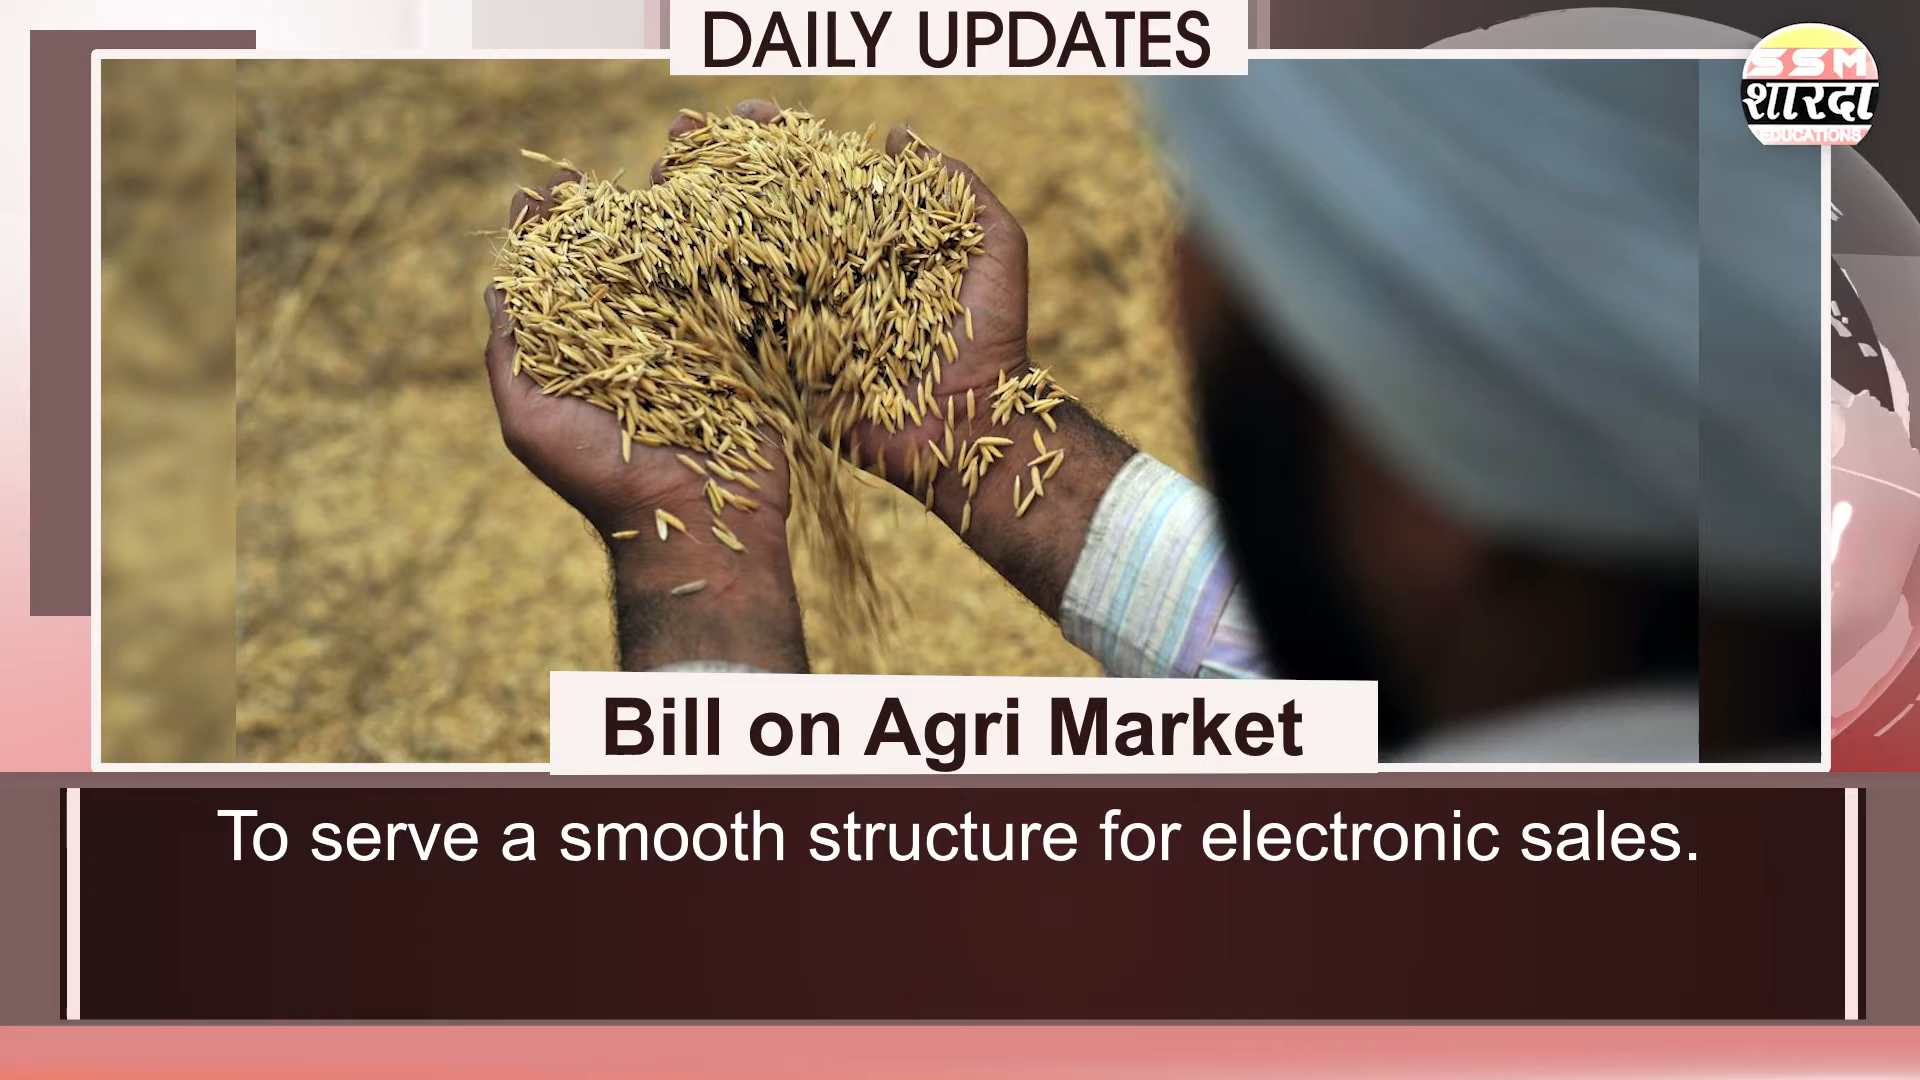 DAILY UPDATES
SSM
शारदा
EDUCATIONS
Bill on Agri Market
To serve a smooth structure for electronic sales.